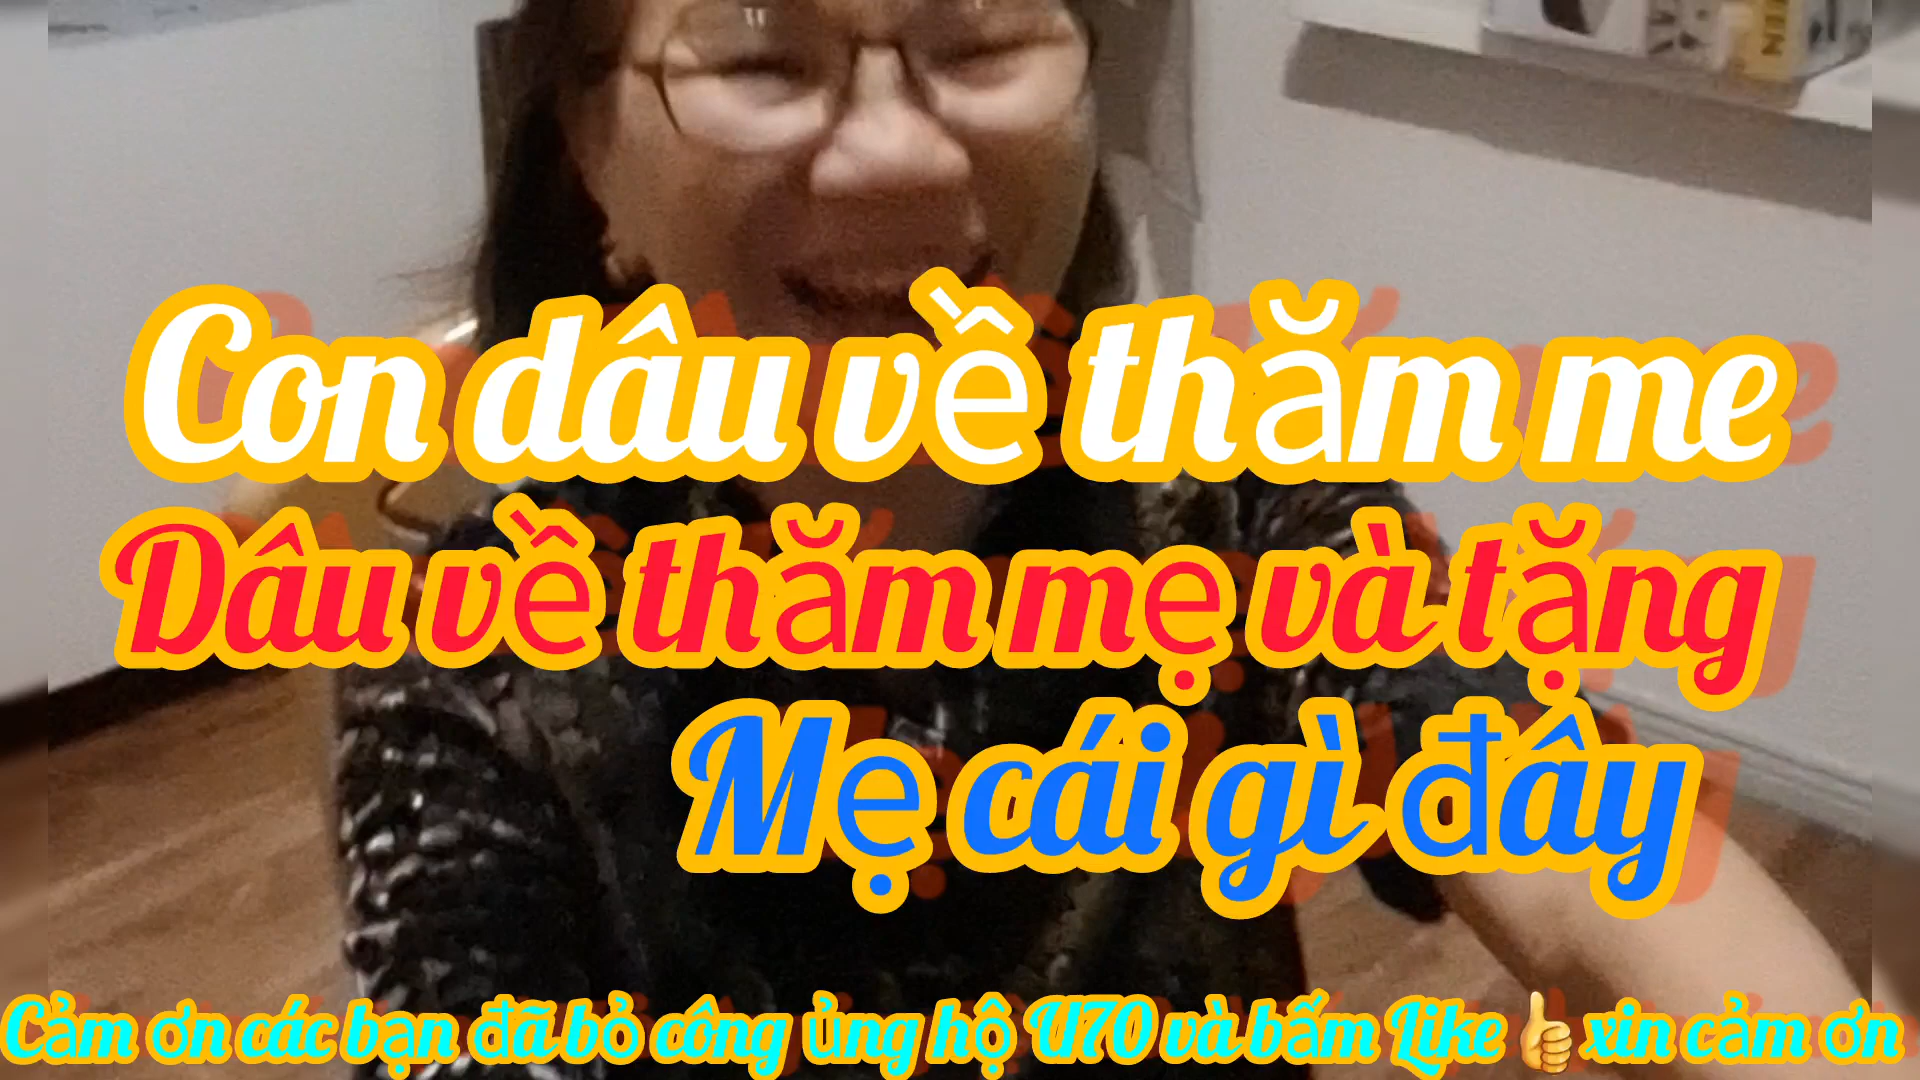 Con dâu về thăm me
Dâu về thăm mẹ và tặng
Mẹ cái gì đây
Cảm ơn các bạn đã bỏ công ủng hộ U70 và bấm Like👍xin cảm ơn